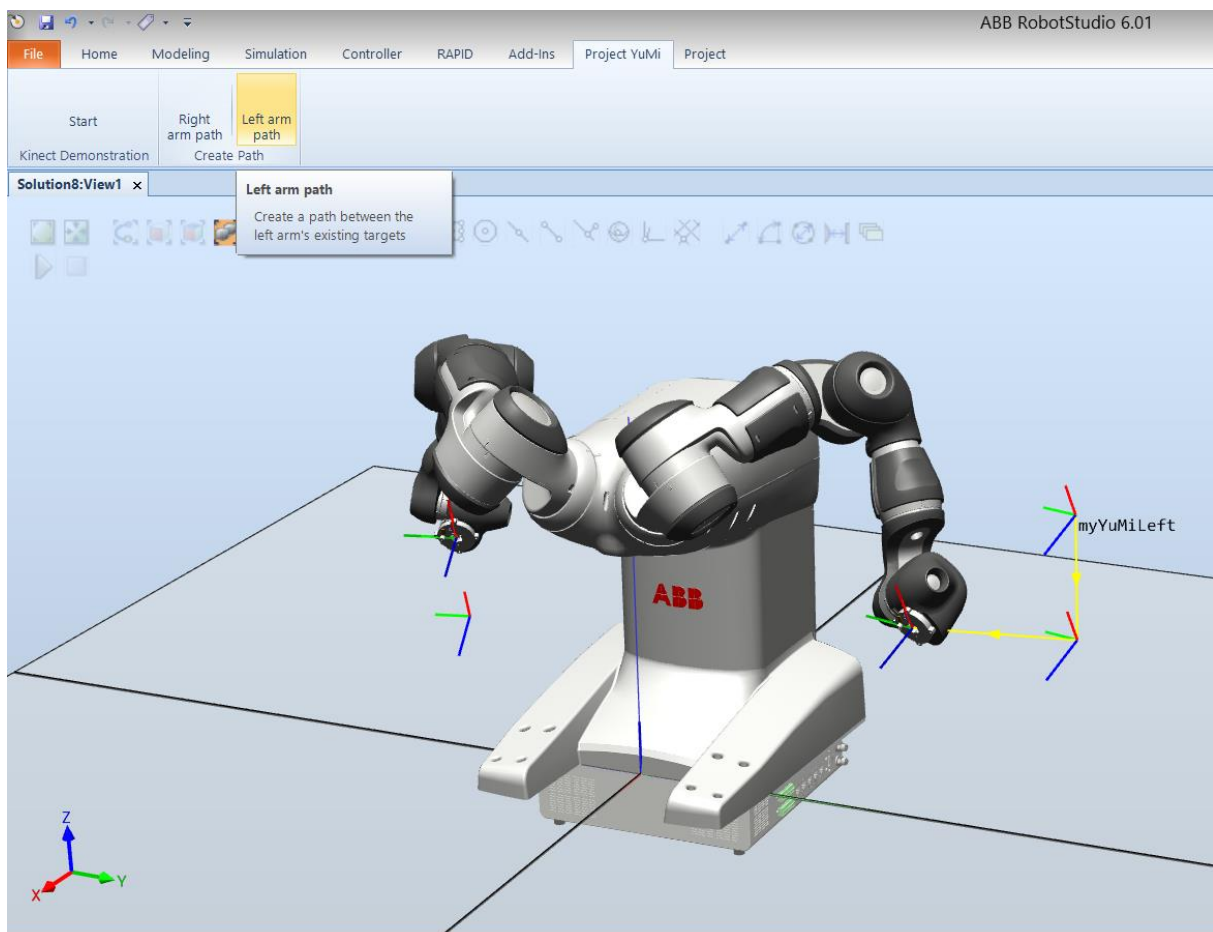 ABB RobotStudio 6.01
File Home Modeling Simulation Controller RAPID Add-Ins Project YuMi Project
Start
Right
arm path
Left arm
path
Kinect Demonstration
Create Path
Solution8:View1 x
Left arm path
Create a path between the
left arm's existing targets
myYuMiLeft
ABB
Z
Y
X